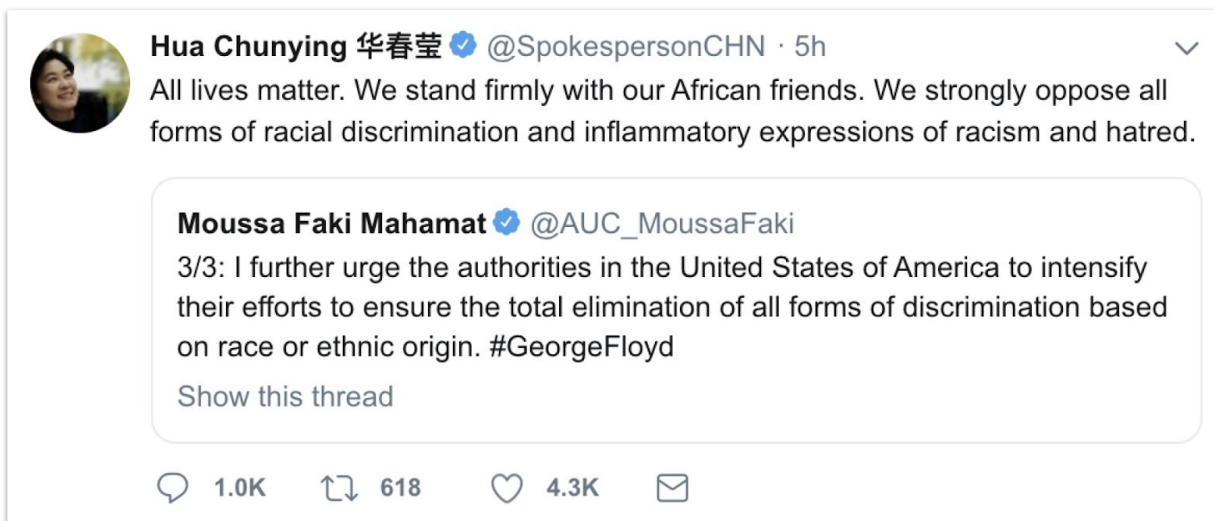 Hua Chunying 华春莹 @SpokespersonCHN · 5h
All lives matter. We stand firmly with our African friends. We strongly oppose all
forms of racial discrimination and inflammatory expressions of racism and hatred.
Moussa Faki Mahamat @AUC_MoussaFaki
3/3: I further urge the authorities in the United States of America to intensify
their efforts to ensure the total elimination of all forms of discrimination based
on race or ethnic origin. #GeorgeFloyd
Show this thread
1.0K 618 4.3K